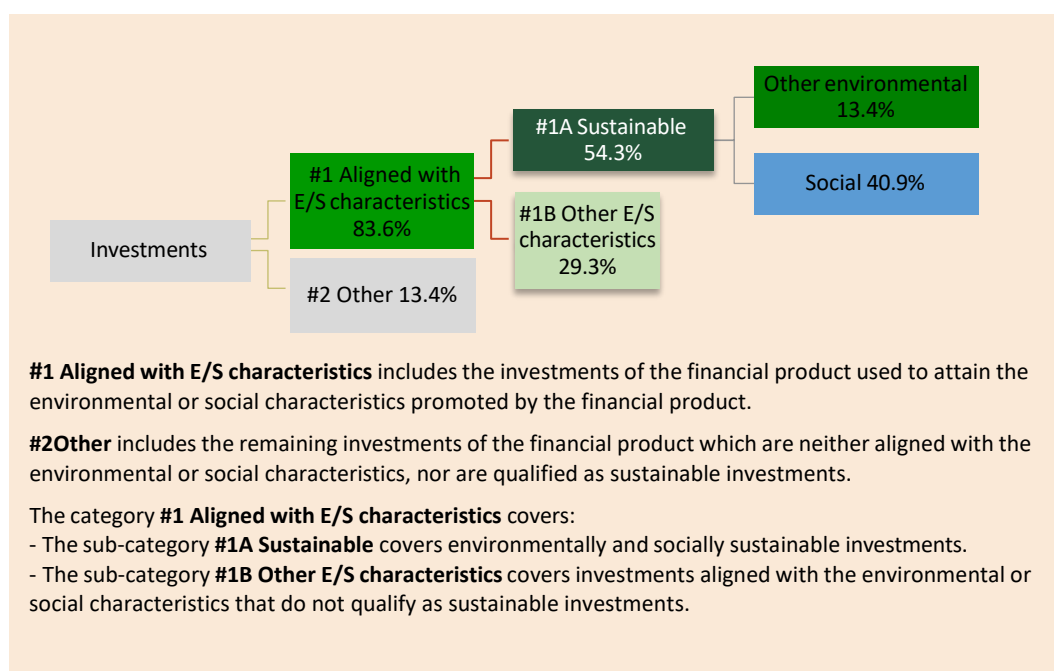 Other environmental
13.4%
#1A Sustainable
54.3%
#1 Aligned with
E/S characteristics
83.6%
Social 40.9%
#1B Other E/S
characteristics
29.3%
Investments
#2 Other 13.4%
#1 Aligned with E/S characteristics includes the investments of the financial product used to attain the
environmental or social characteristics promoted by the financial product.
#2Other includes the remaining investments of the financial product which are neither aligned with the
environmental or social characteristics, nor are qualified as sustainable investments.
The category #1 Aligned with E/S characteristics covers:
- The sub-category #1A Sustainable covers environmentally and socially sustainable investments.
- The sub-category #1B Other E/S characteristics covers investments aligned with the environmental or
social characteristics that do not qualify as sustainable investments.